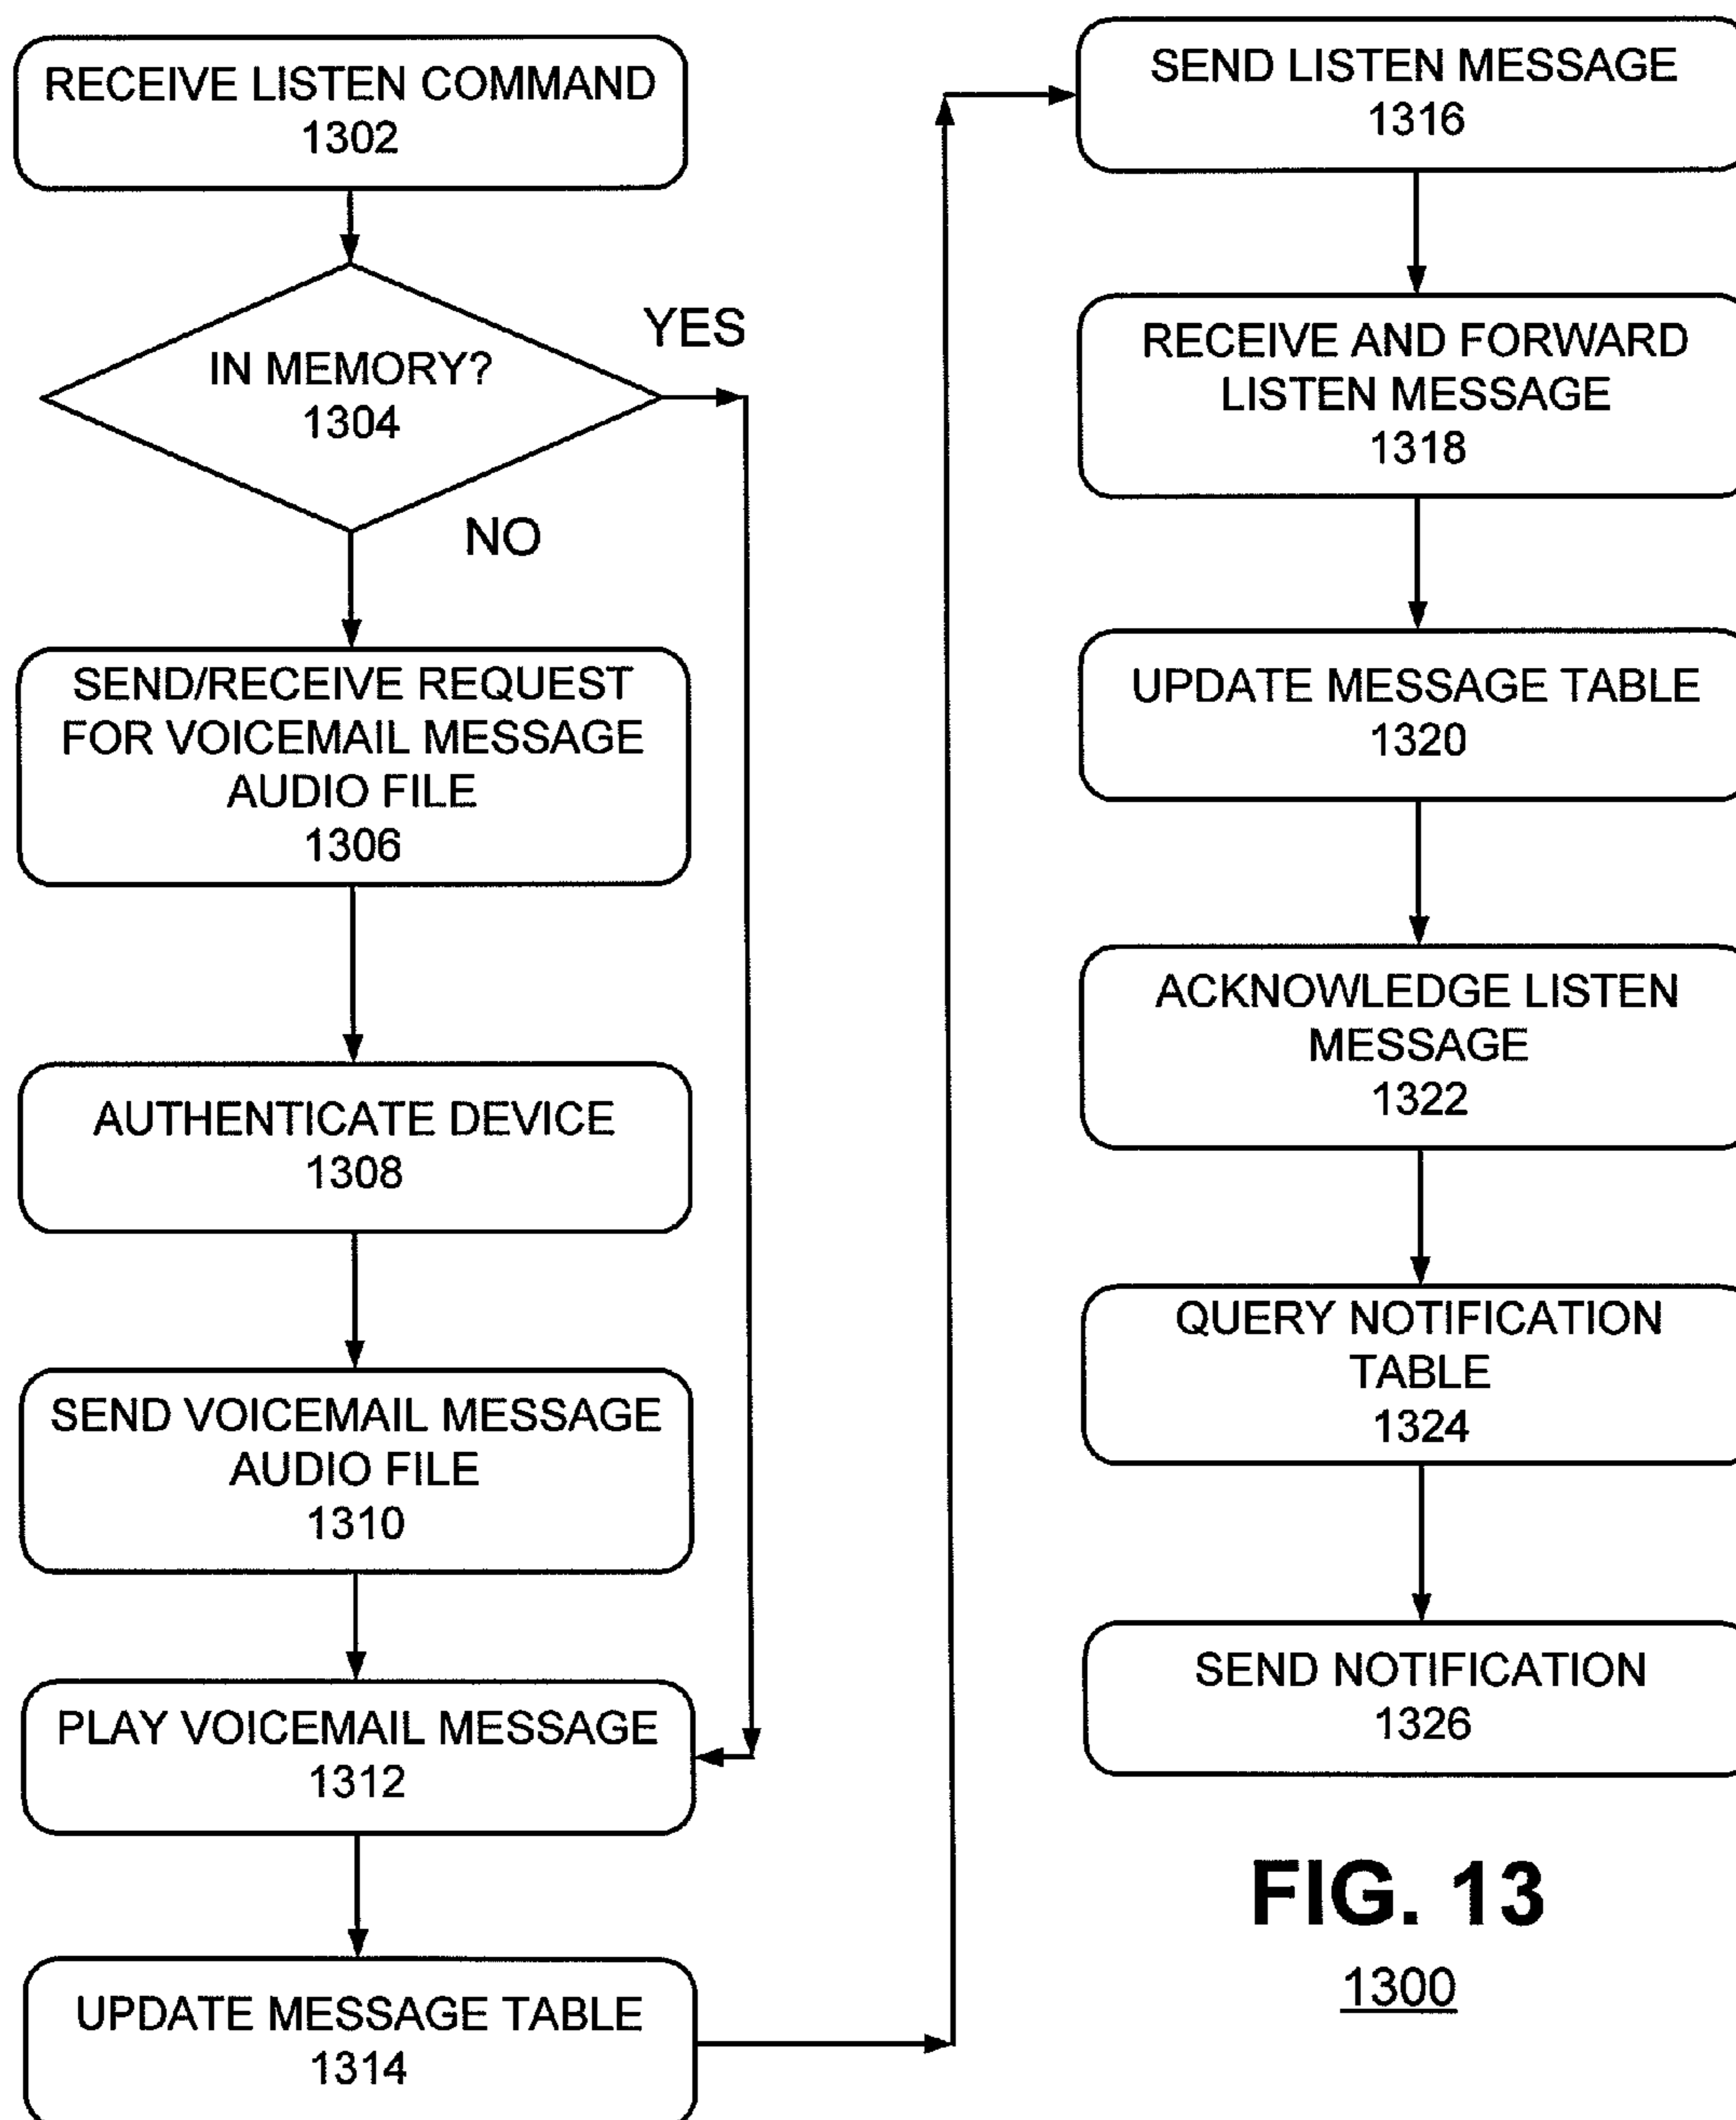 RECEIVE LISTEN COMMAND
1302
IN MEMORY?
1304
YES
NO
SEND/RECEIVE REQUEST
FOR VOICEMAIL MESSAGE
AUDIO FILE
1306
AUTHENTICATE DEVICE
1308
SEND VOICEMAIL MESSAGE
AUDIO FILE
1310
PLAY VOICEMAIL MESSAGE
1312
UPDATE MESSAGE TABLE
1314
SEND LISTEN MESSAGE
1316
RECEIVE AND FORWARD
LISTEN MESSAGE
1318
UPDATE MESSAGE TABLE
1320
ACKNOWLEDGE LISTEN
MESSAGE
1322
QUERY NOTIFICATION
TABLE
1324
SEND NOTIFICATION
1326
FIG. 13
1300